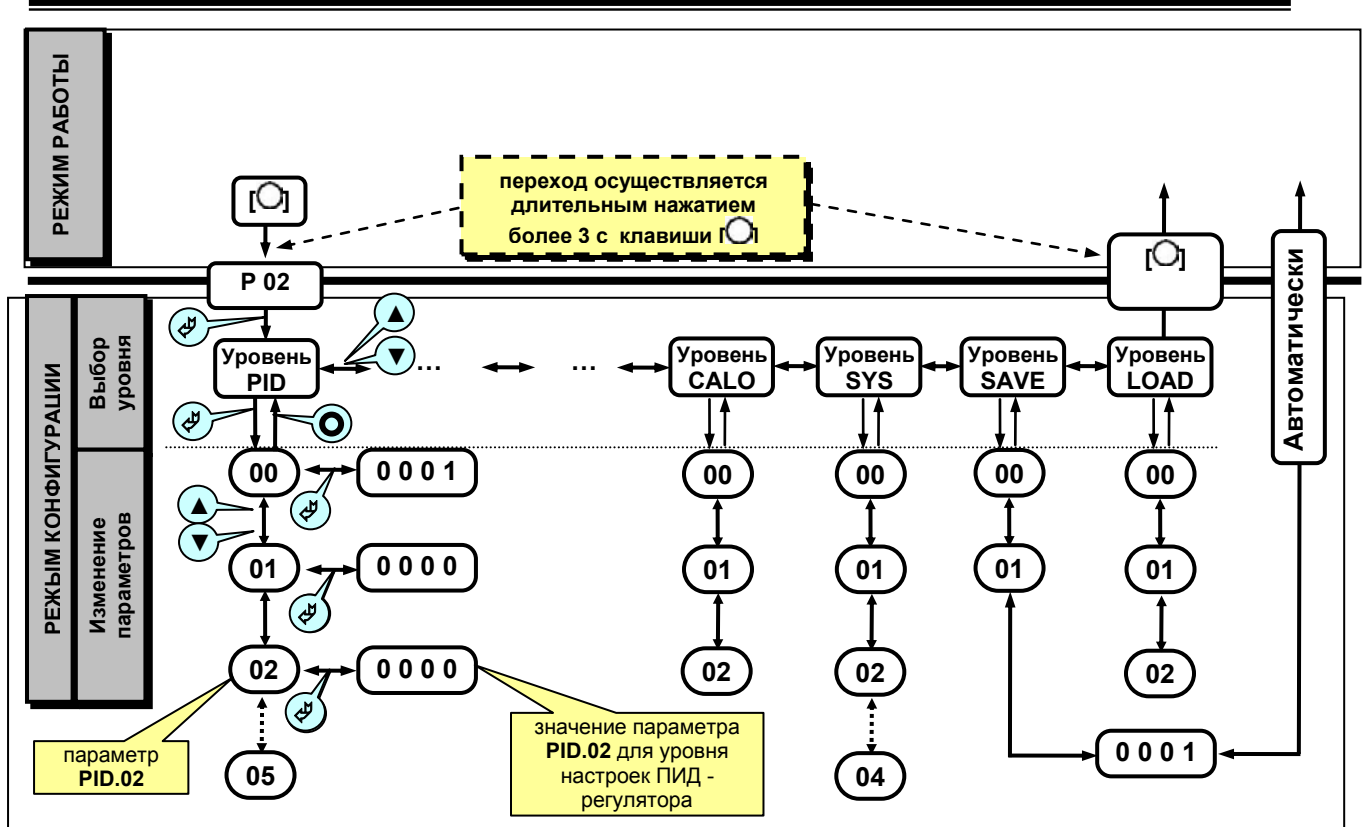 РЕЖИМ РАБОТЫ
[O]
переход осуществляется
длительным нажатием
более 3 с клавиши [O]
[O]
Автоматически
P 02
РЕЖЫМ КОНФИГУРАЦИИ
Выбор
уровня
Уровень
PID
▲
▼
...
...
Уровень
CALO
Уровень
SYS
Уровень
SAVE
Уровень
LOAD
Изменение
параметров
00
0 0 0 1
00
00
00
00
▲
▼
01
0 0 0 0
01
01
01
01
02
0 0 0 0
02
02
02
параметр
PID.02
05
значение параметра
PID.02 для уровня
настроек ПИД -
регулятора
04
0 0 0 1